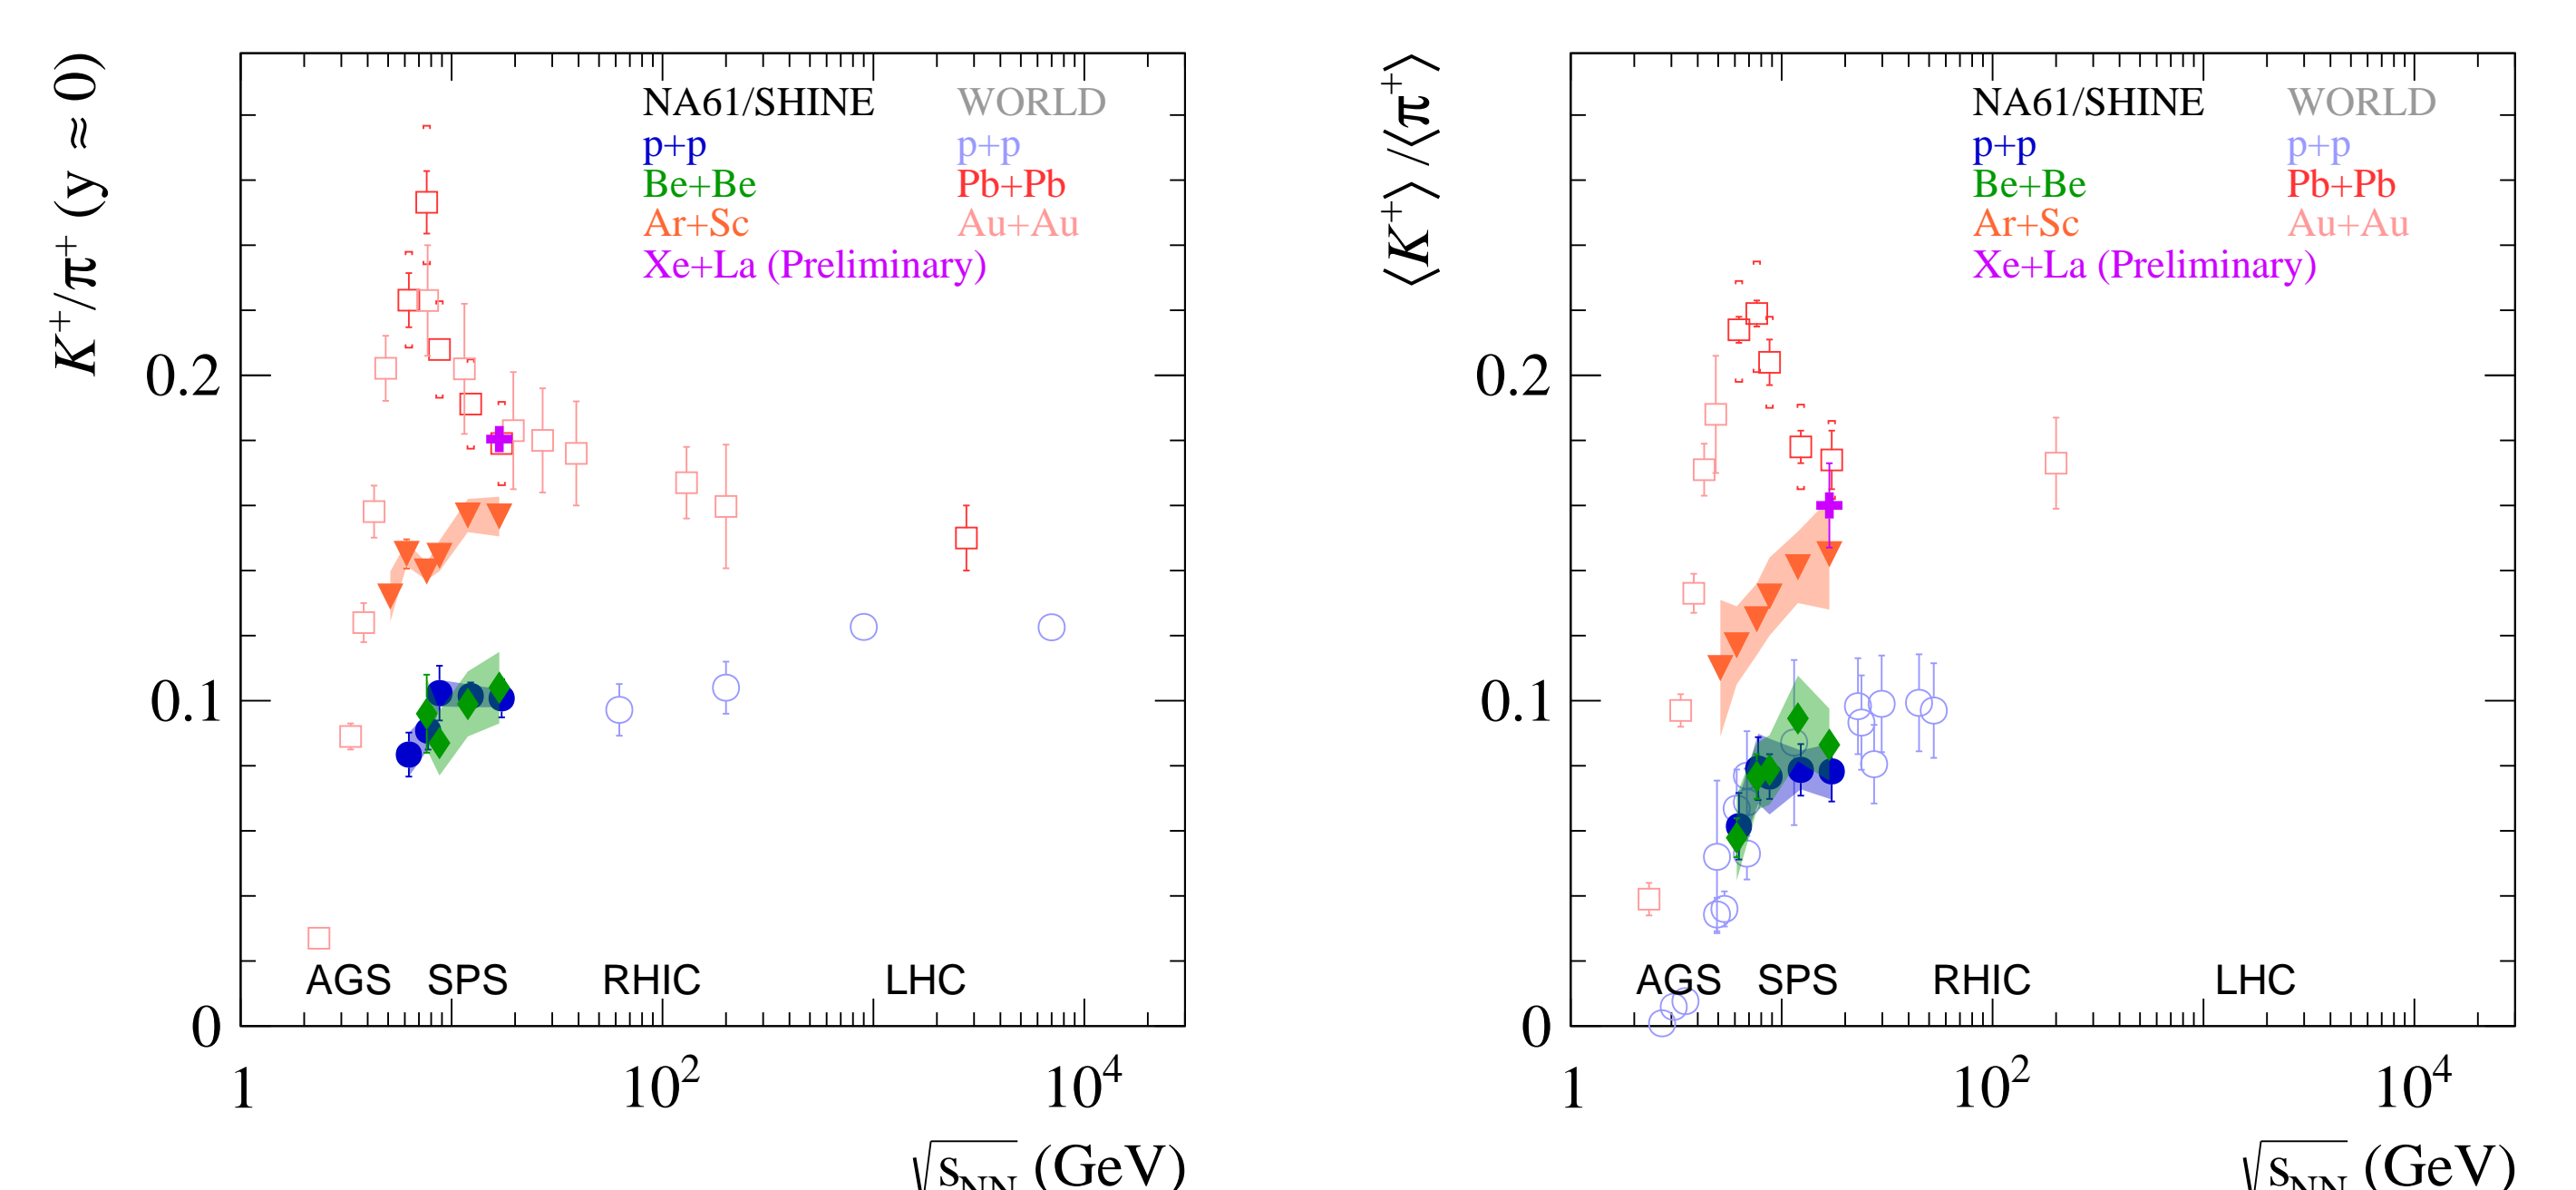 K⁺/π⁺ (y ≈ 0)
NA61/SHINE WORLD
p+p p+p
Be+Be Pb+Pb
Ar+Sc Au+Au
Xe+La (Preliminary)
0.2
0.1
0
AGS SPS RHIC LHC
1 10² 10⁴
√sNN (GeV)
⟨K⁺⟩/⟨π⁺⟩
NA61/SHINE WORLD
p+p p+p
Be+Be Pb+Pb
Ar+Sc Au+Au
Xe+La (Preliminary)
0.2
0.1
0
AGS SPS RHIC LHC
1 10² 10⁴
√sNN (GeV)